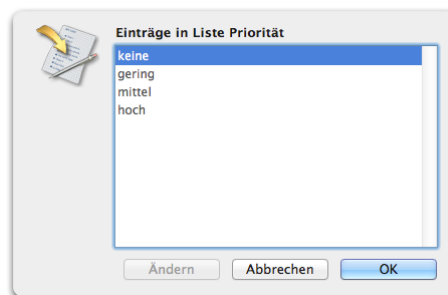 Einträge in Liste Priorität
keine
gering
mittel
hoch
Ändern Abbrechen OK